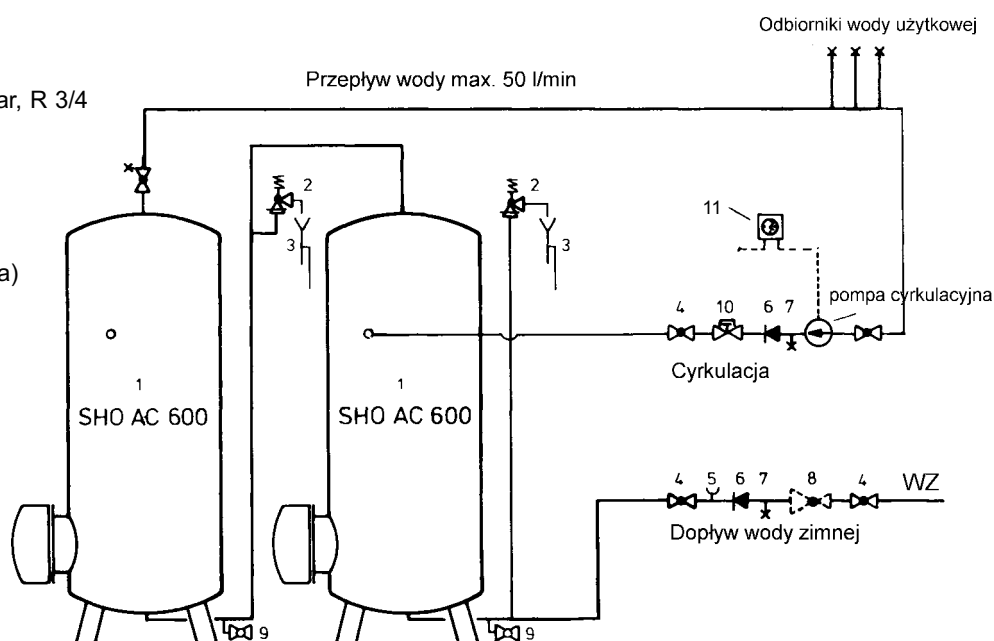 Odbiorniki wody użytkowej
Przepływ wody max. 50 l/min
ar, R 3/4
2
2
3
3
11
a)
pompa cyrkulacyjna
4 10 6 7
Cyrkulacja
1
SHO AC 600
1
SHO AC 600
4 5 6 7 8 4 WZ
Dopływ wody zimnej
9
9